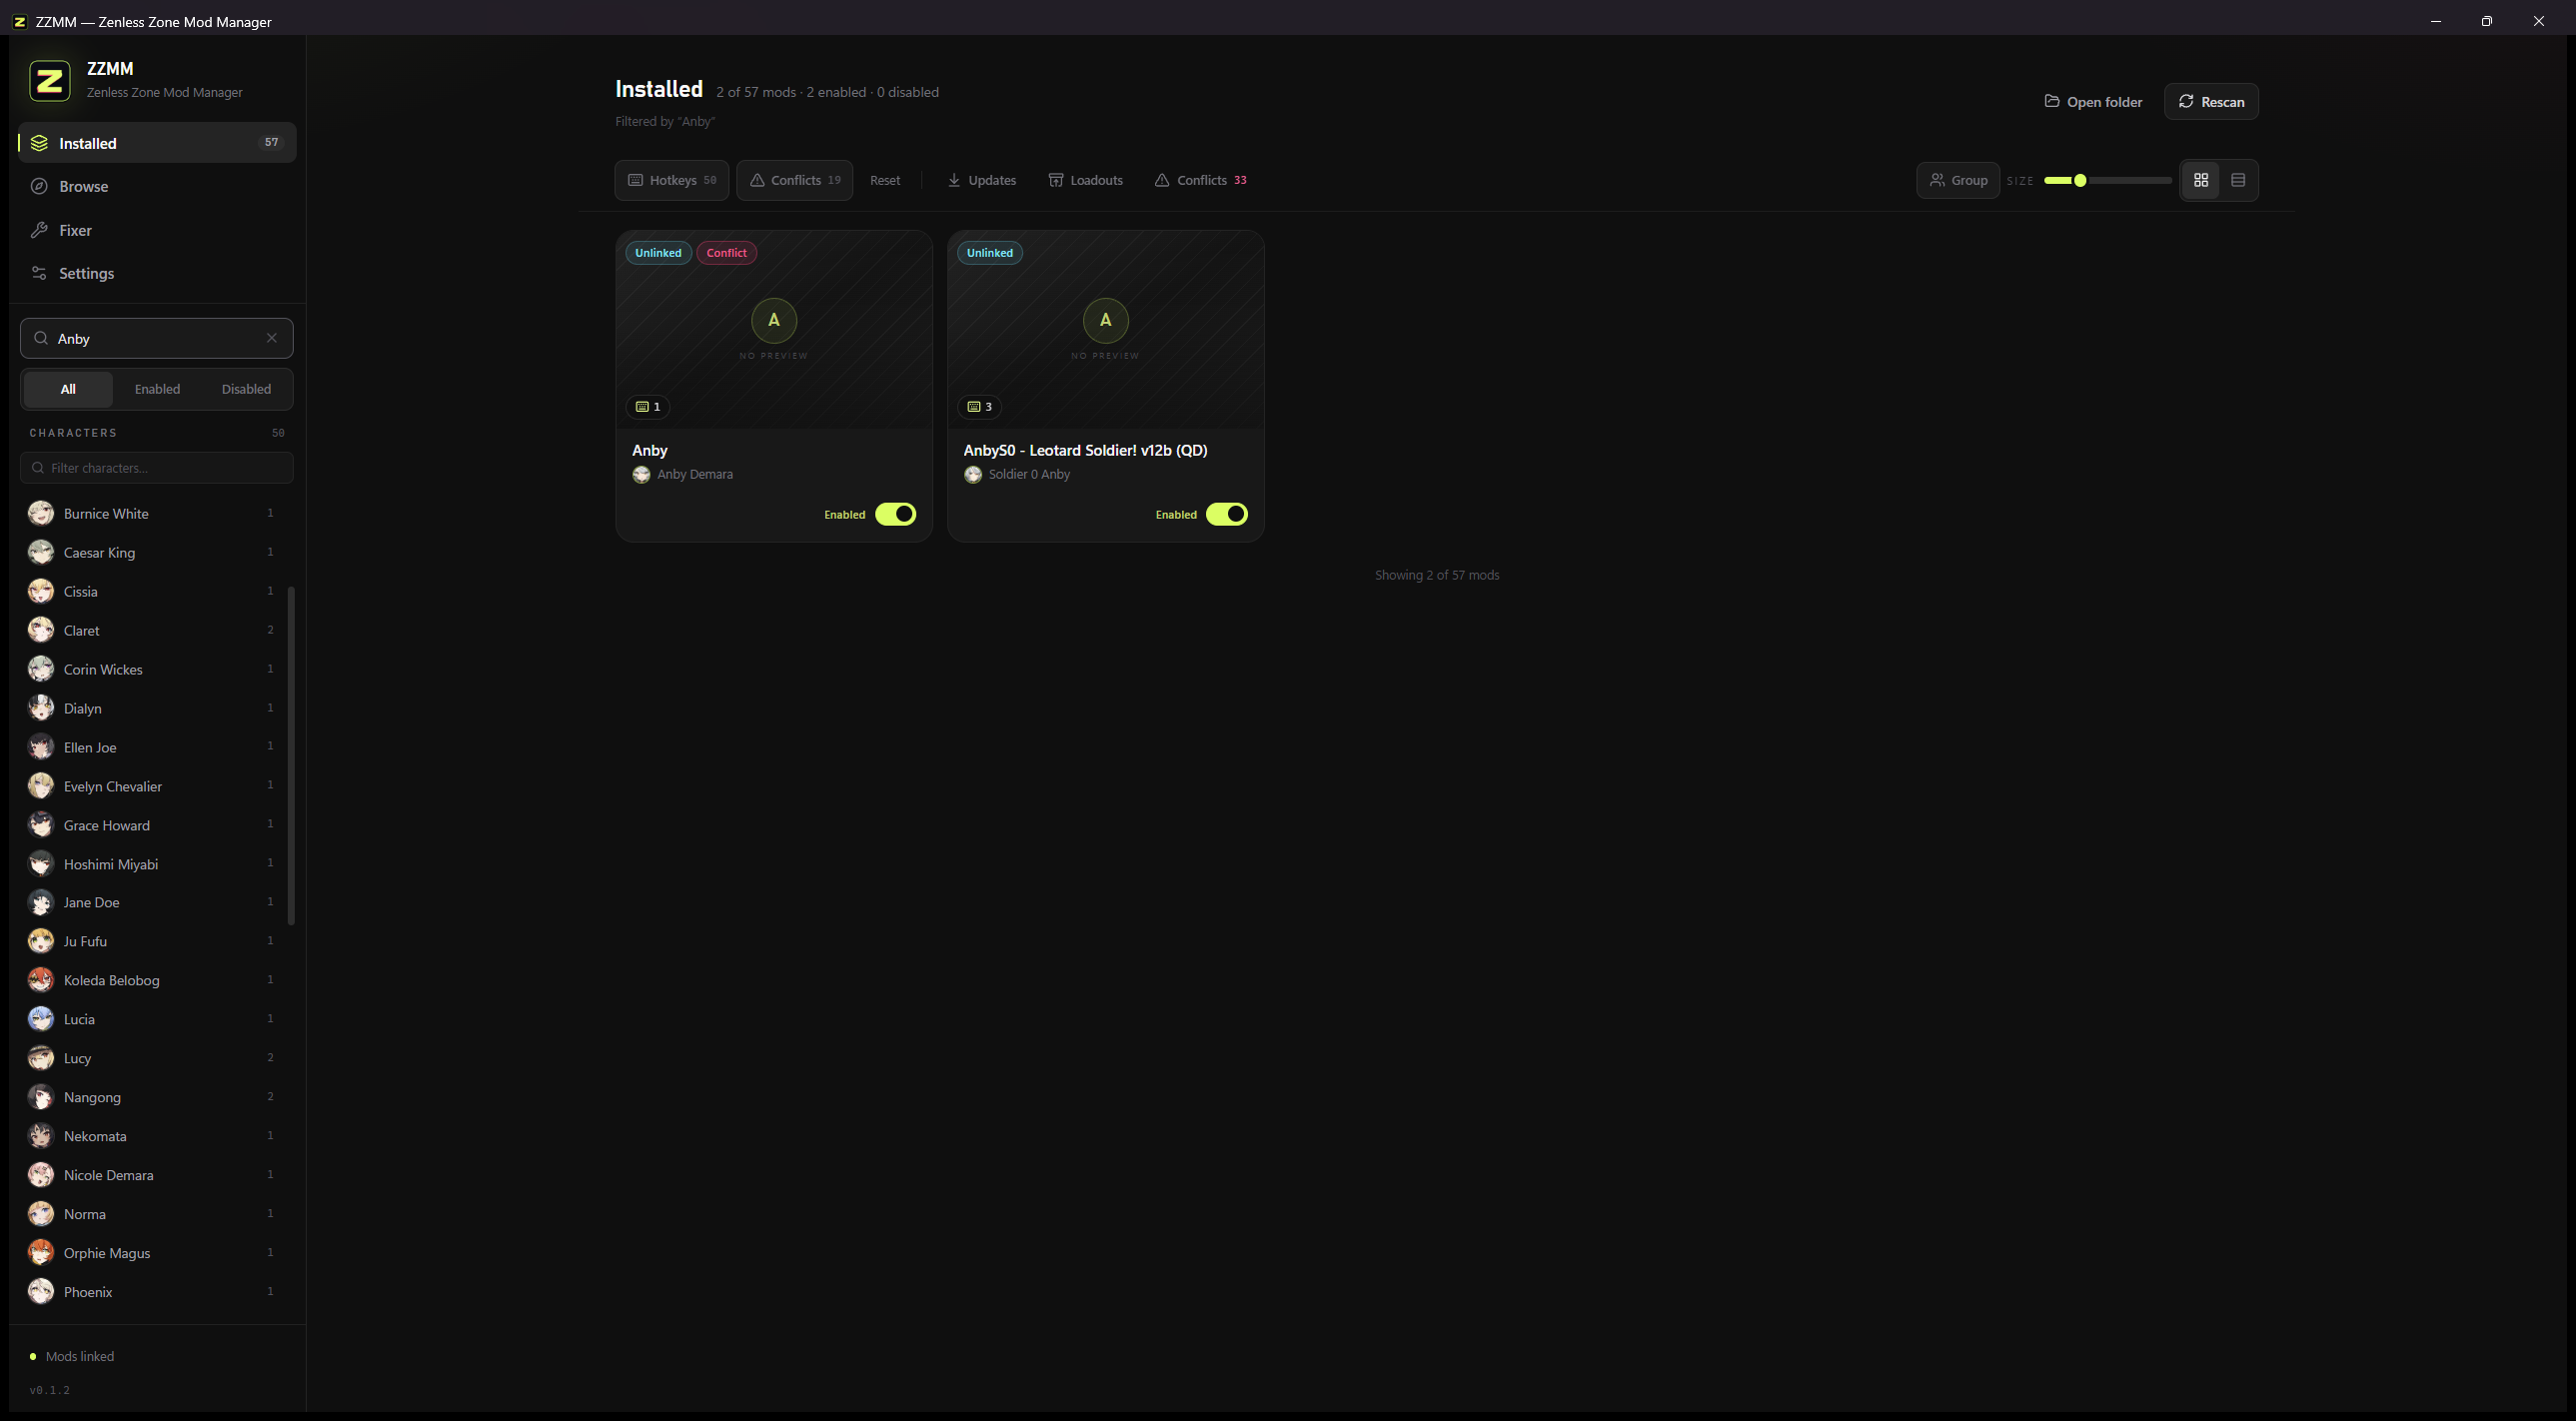 ZZMM — Zenless Zone Mod Manager
ZZMM
Zenless Zone Mod Manager
Installed 57
Browse
Fixer
Settings
Anby
All Enabled Disabled
CHARACTERS 50
Filter characters...
Burnice White 1
Caesar King 1
Cissia 1
Claret 2
Corin Wickes 1
Dialyn 1
Ellen Joe 1
Evelyn Chevalier 1
Grace Howard 1
Hoshimi Miyabi 1
Jane Doe 1
Ju Fufu 1
Koleda Belobog 1
Lucia 1
Lucy 2
Nangong 2
Nekomata 1
Nicole Demara 1
Norma 1
Orphie Magus 1
Phoenix 1
Mods linked
v0.1.2
Installed 2 of 57 mods · 2 enabled · 0 disabled
Filtered by "Anby"
Open folder Rescan
Hotkeys 50 Conflicts 19 Reset Updates Loadouts Conflicts 33
Group SIZE
Unlinked Conflict
A
NO PREVIEW
1
Anby
Anby Demara
Enabled
Unlinked
A
NO PREVIEW
3
AnbyS0 - Leotard Soldier! v12b (QD)
Soldier 0 Anby
Enabled
Showing 2 of 57 mods